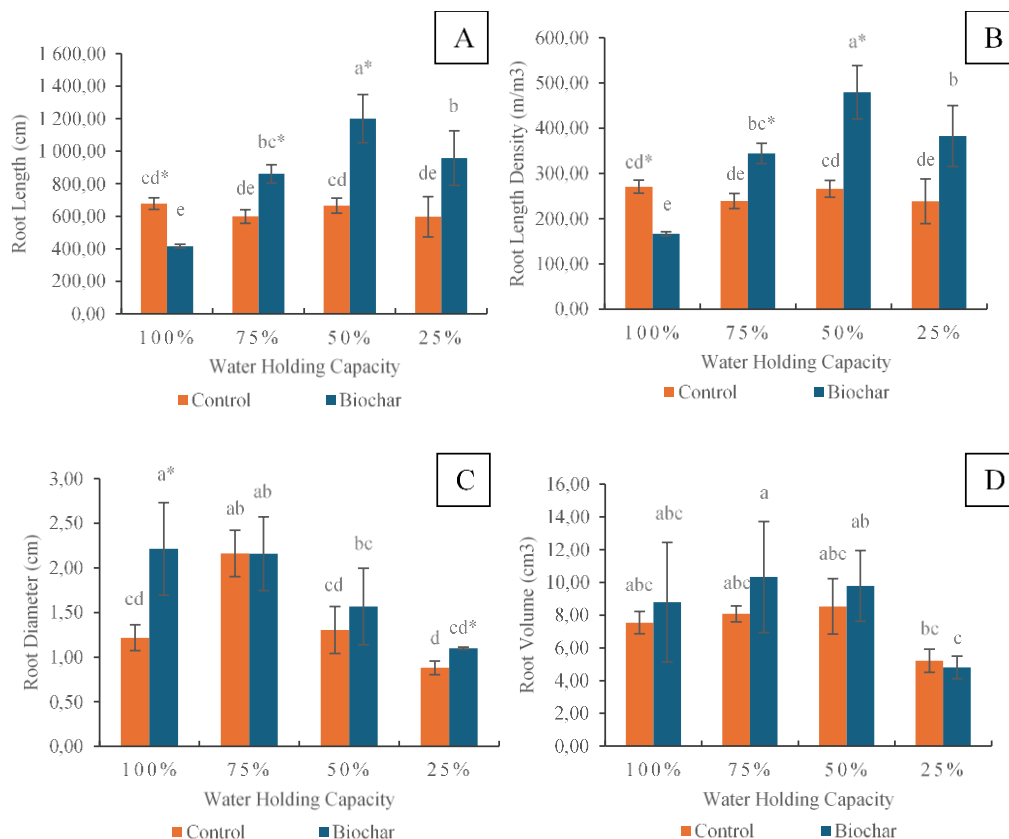 A
1 600,00
1 400,00
1 200,00
1 000,00
800,00
600,00
400,00
200,00
0,00
Root Length (cm)
cd* e de bc* cd a* de b
100% 75% 50% 25%
Water Holding Capacity
Control Biochar
B
600,00
500,00
400,00
300,00
200,00
100,00
0,00
Root Length Density (m/m3)
cd* e de bc* cd a* de b
100% 75% 50% 25%
Water Holding Capacity
Control Biochar
C
3,00
2,50
2,00
1,50
1,00
0,50
0,00
Root Diameter (cm)
cd a* ab ab cd bc d cd*
100% 75% 50% 25%
Water Holding Capacity
Control Biochar
D
16,00
14,00
12,00
10,00
8,00
6,00
4,00
2,00
0,00
Root Volume (cm3)
abc abc abc a abc ab bc c
100% 75% 50% 25%
Water Holding Capacity
Control Biochar